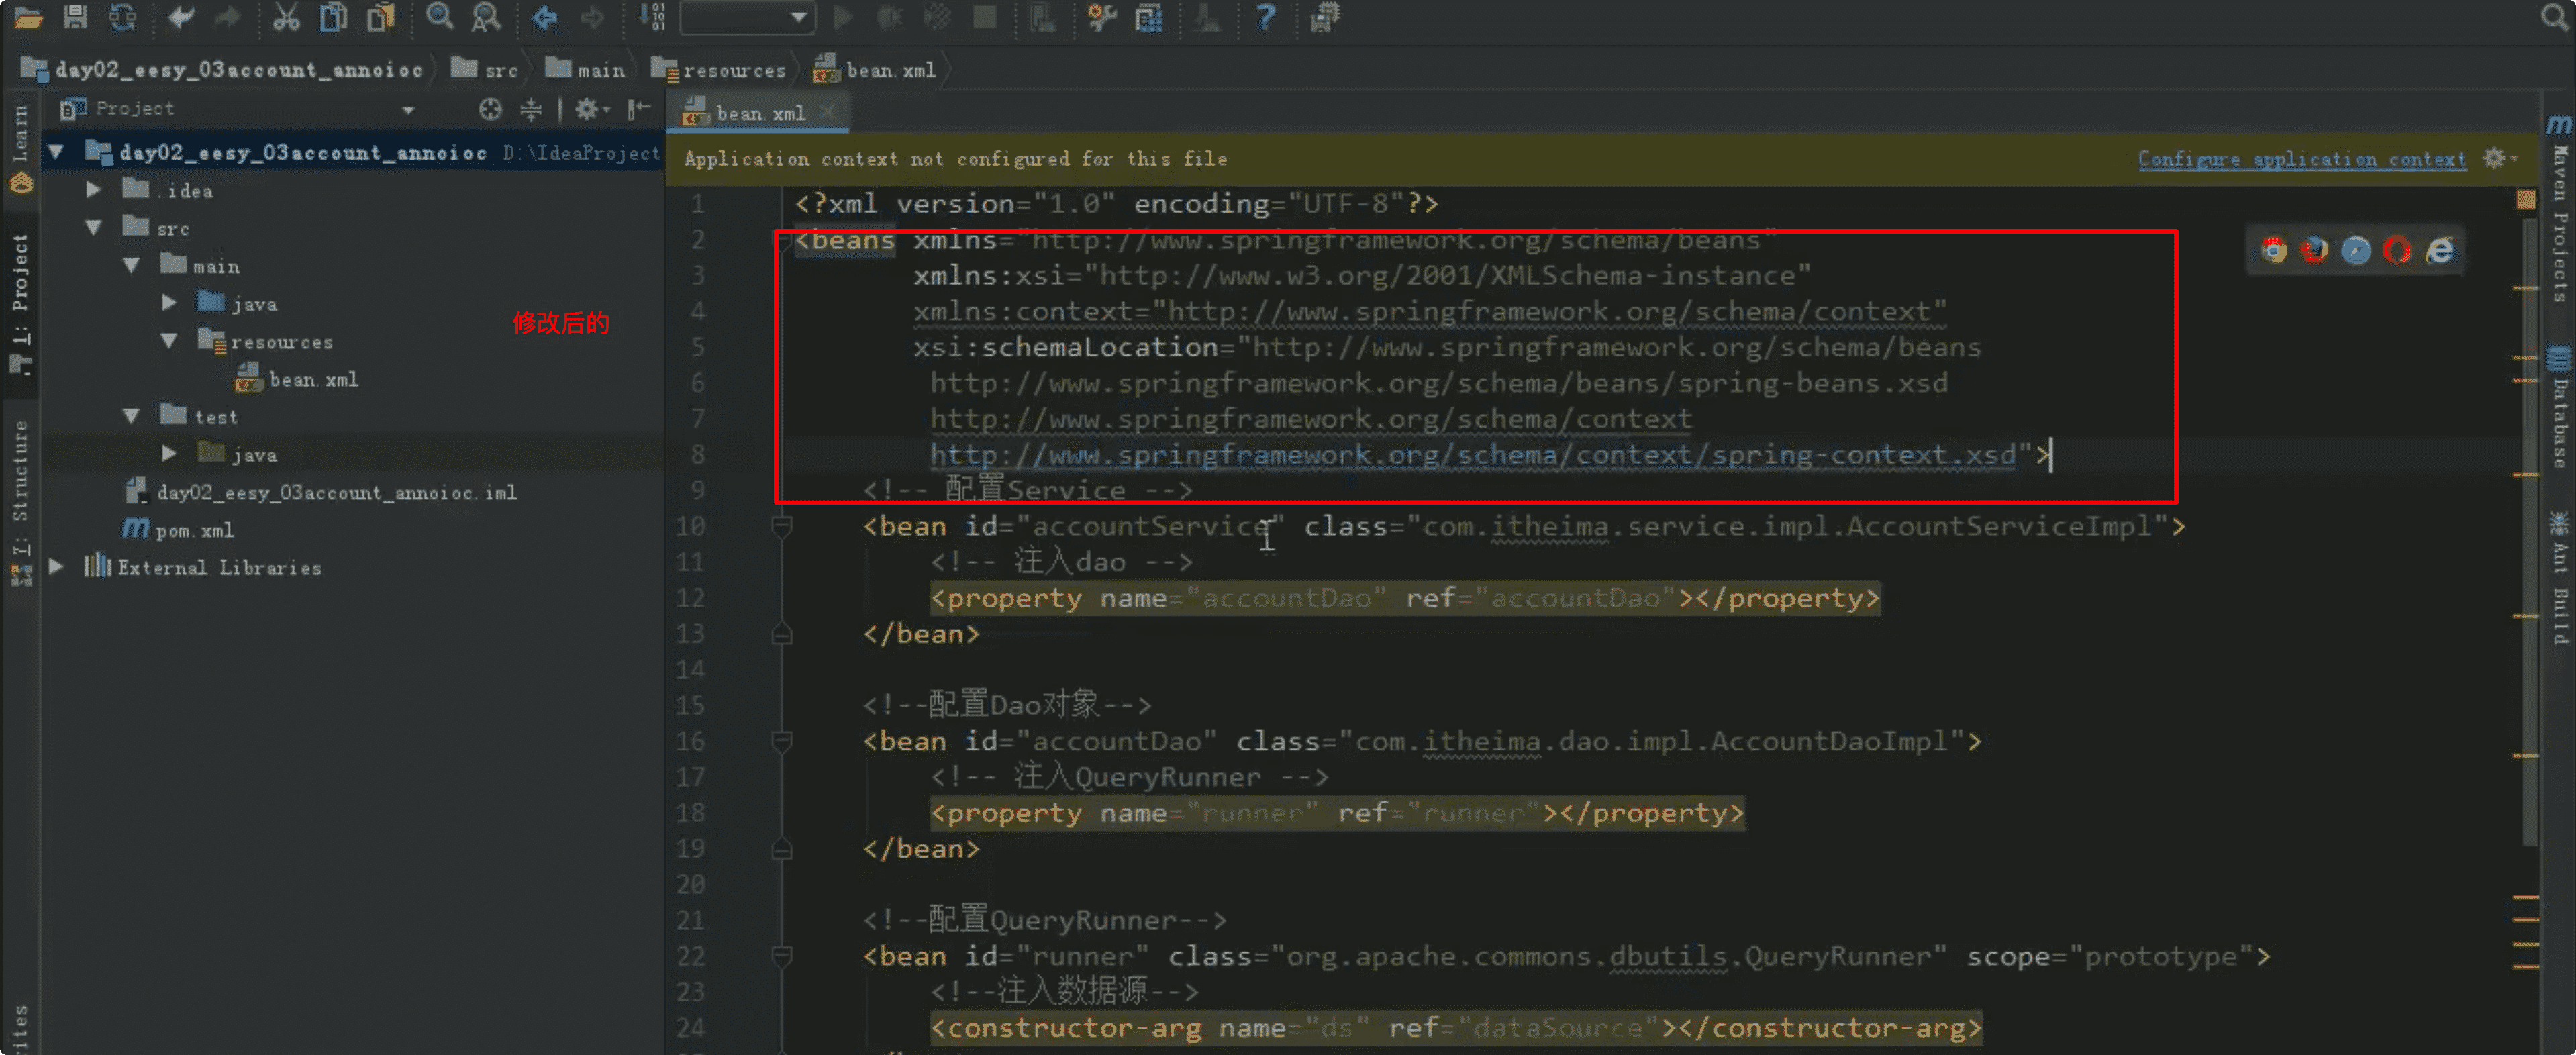 day02_eesy_03account_annoioc
src
main
resources
bean.xml
Learn
1: Project
7: Structure
Project
day02_eesy_03account_annoioc D:\IdeaProject
.idea
src
main
java
resources
bean.xml
test
java
day02_eesy_03account_annoioc.iml
pom.xml
External Libraries
修改后的
bean.xml
Application context not configured for this file
Configure application context
1 <?xml version="1.0" encoding="UTF-8"?>
2 <beans xmlns="http://www.springframework.org/schema/beans"
3 xmlns:xsi="http://www.w3.org/2001/XMLSchema-instance"
4 xmlns:context="http://www.springframework.org/schema/context"
5 xsi:schemaLocation="http://www.springframework.org/schema/beans
6 http://www.springframework.org/schema/beans/spring-beans.xsd
7 http://www.springframework.org/schema/context
8 http://www.springframework.org/schema/context/spring-context.xsd">
9 <!-- 配置Service -->
10 <bean id="accountService" class="com.itheima.service.impl.AccountServiceImpl">
11 <!-- 注入dao -->
12 <property name="accountDao" ref="accountDao"></property>
13 </bean>
14
15 <!--配置Dao对象-->
16 <bean id="accountDao" class="com.itheima.dao.impl.AccountDaoImpl">
17 <!-- 注入QueryRunner -->
18 <property name="runner" ref="runner"></property>
19 </bean>
20
21 <!--配置QueryRunner-->
22 <bean id="runner" class="org.apache.commons.dbutils.QueryRunner" scope="prototype">
23 <!--注入数据源-->
24 <constructor-arg name="ds" ref="dataSource"></constructor-arg>
Maven Projects
Database
Ant Build